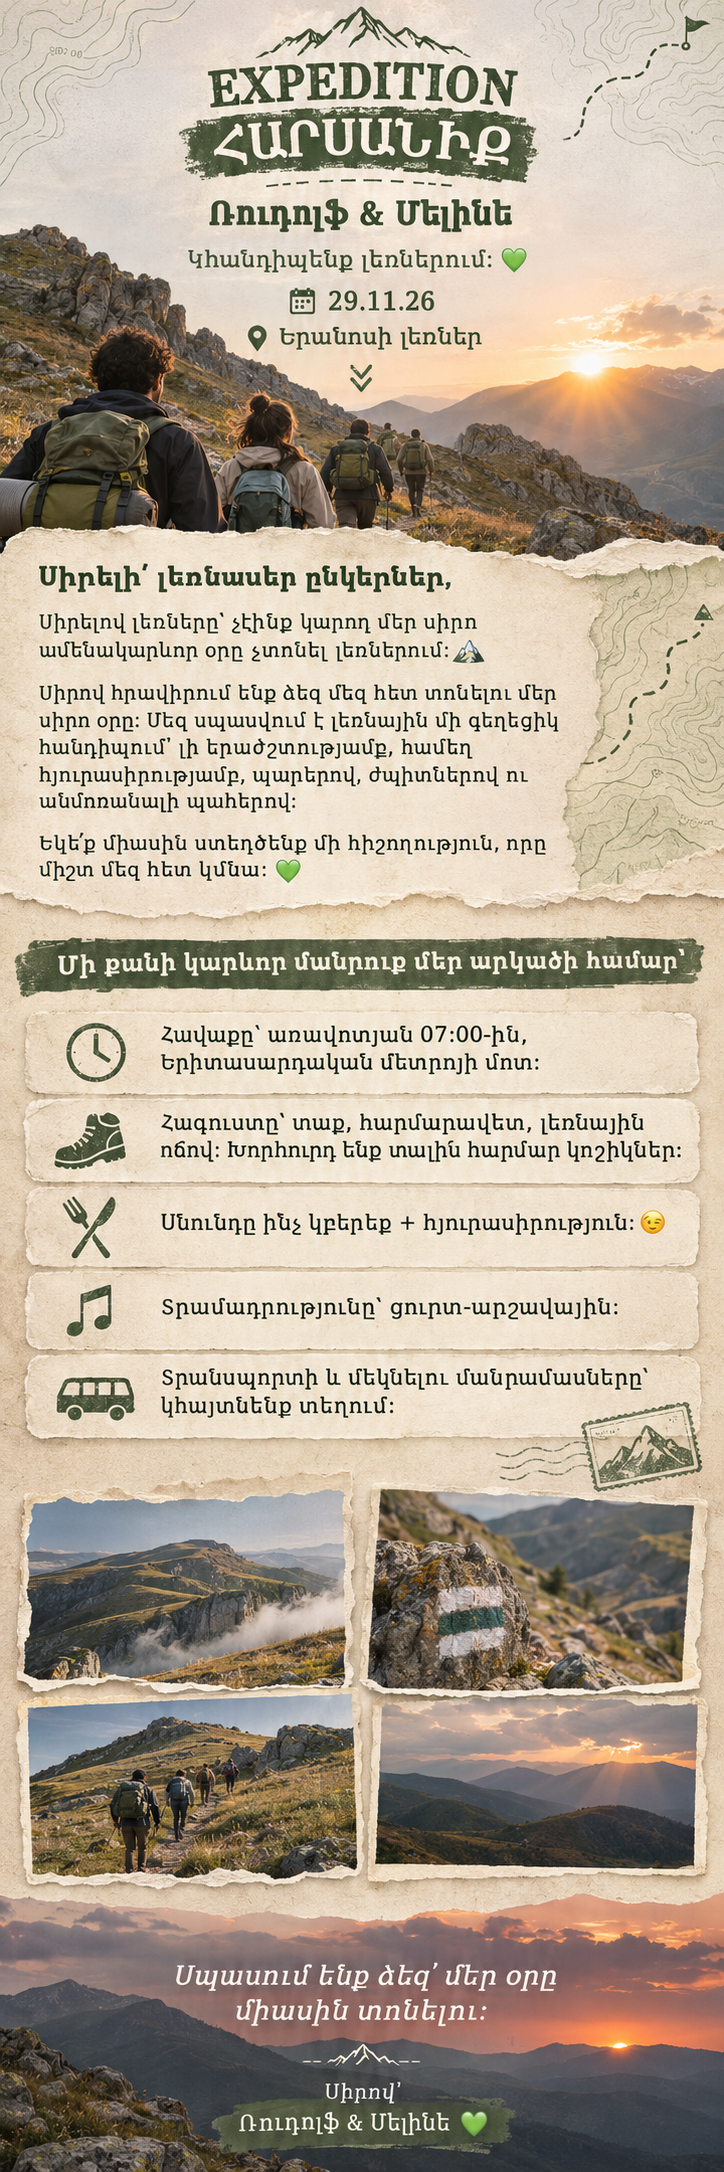 EXPEDITION
ՀԱՐՍԱՆԻՔ
Ռուդոլֆ & Մելինե
Կհանդիպենք լեռներում: 💚
29.11.26
Երանոսի լեռներ
Սիրելի՛ լեռնասեր ընկերներ,
Սիրելով լեռները՝ չէինք կարող մեր սիրո
ամենակարևոր օրը չտոնել լեռներում: 🏔️
Սիրով հրավիրում ենք ձեզ մեզ հետ տոնելու մեր
սիրո օրը: Մեզ սպասվում է լեռնային մի գեղեցիկ
հանդիպում՝ լի երաժշտությամբ, համեղ
հյուրասիրությամբ, պարերով, ժպիտներով ու
անմոռանալի պահերով:
Եկե՛ք միասին ստեղծենք մի հիշողություն, որը
միշտ մեզ հետ կմնա: 💚
Մի քանի կարևոր մանրուք մեր արկածի համար՝
Հավաքը՝ առավոտյան 07:00-ին,
Երիտասարդական մետրոյի մոտ:
Հագուստը՝ տաք, հարմարավետ, լեռնային
ոճով: Խորհուրդ ենք տալիս հարմար կոշիկներ:
Սնունդը ինչ կբերեք + հյուրասիրություն: 😉
Տրամադրությունը՝ ցուրտ-արշավային:
Տրանսպորտի և մեկնելու մանրամասները՝
կհայտնենք տեղում:
Սպասում ենք ձեզ՝ մեր օրը
միասին տոնելու:
Սիրով՝
Ռուդոլֆ & Մելինե 💚